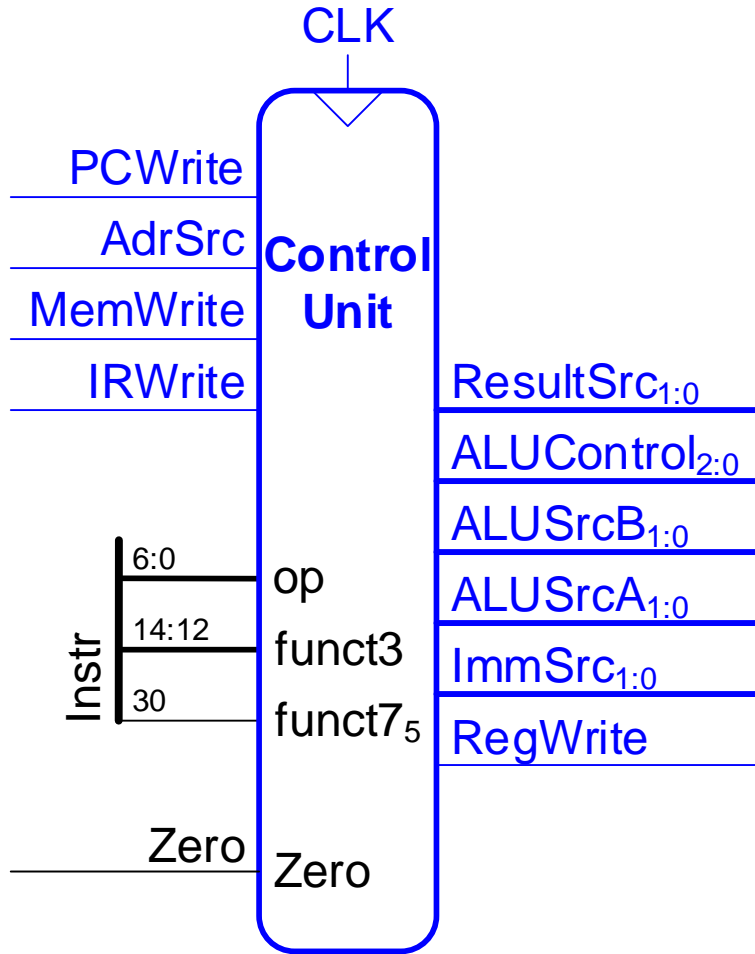 CLK
PCWrite
AdrSrc
MemWrite
IRWrite
Control
Unit
ResultSrc1:0
ALUControl2:0
ALUSrcB1:0
ALUSrcA1:0
ImmSrc1:0
RegWrite
Instr
6:0
op
14:12
funct3
30
funct75
Zero
Zero